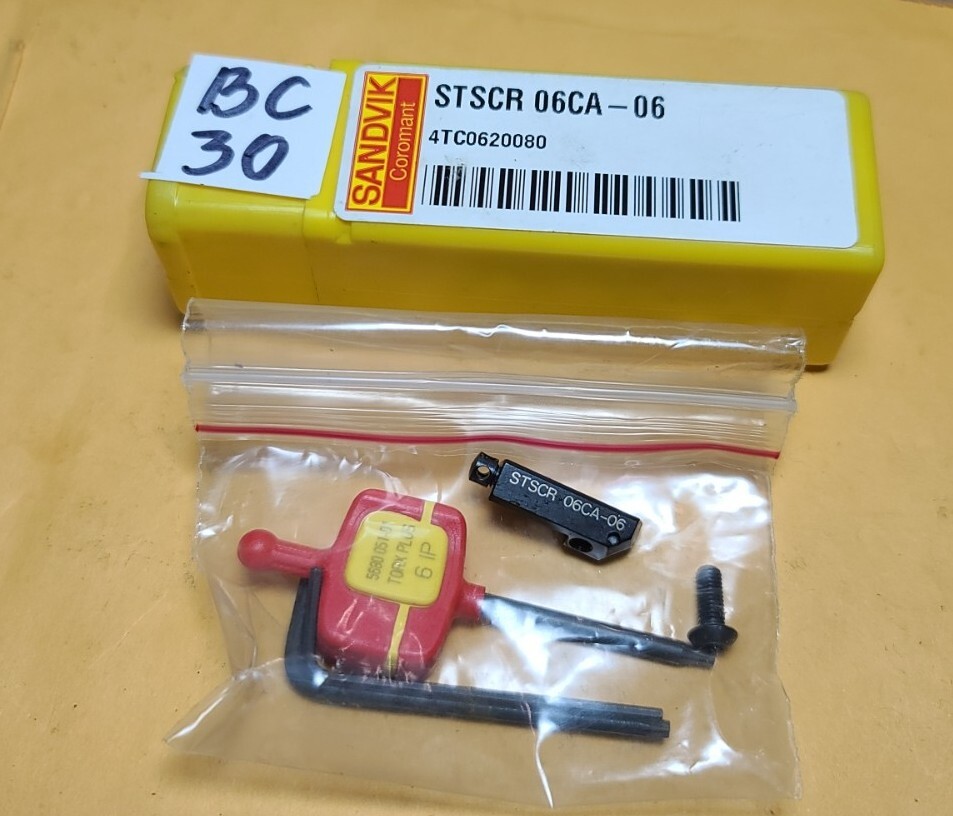 BC
30
SANDVIK
Coromant
STSCR 06CA-06
4TC0620080
STSCR 06CA-06
TORX PLUS
6 IP